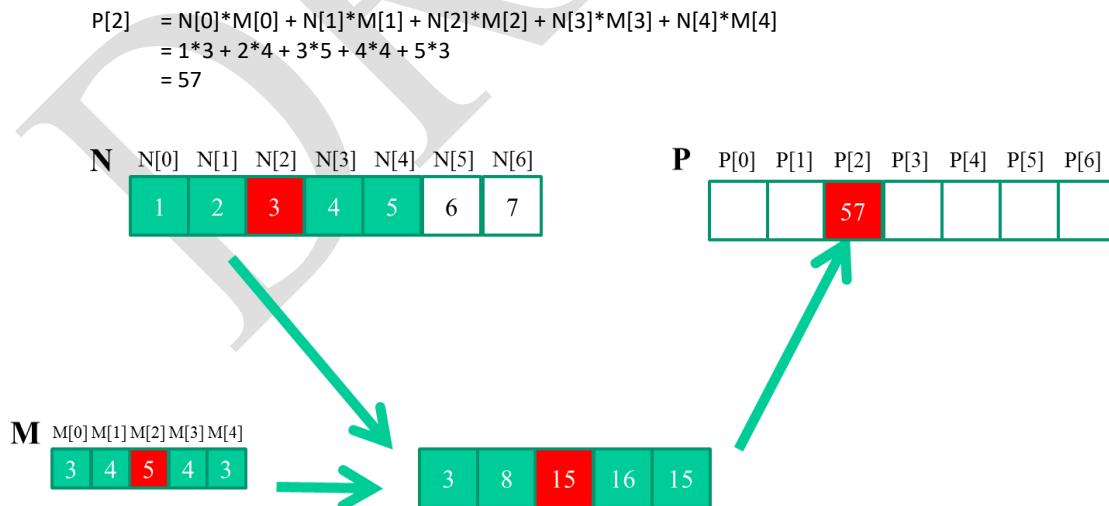 P[2] = N[0]*M[0] + N[1]*M[1] + N[2]*M[2] + N[3]*M[3] + N[4]*M[4]
= 1*3 + 2*4 + 3*5 + 4*4 + 5*3
= 57
N N[0] N[1] N[2] N[3] N[4] N[5] N[6]
1 2 3 4 5 6 7
P P[0] P[1] P[2] P[3] P[4] P[5] P[6]
57
M M[0] M[1] M[2] M[3] M[4]
3 4 5 4 3
3 8 15 16 15